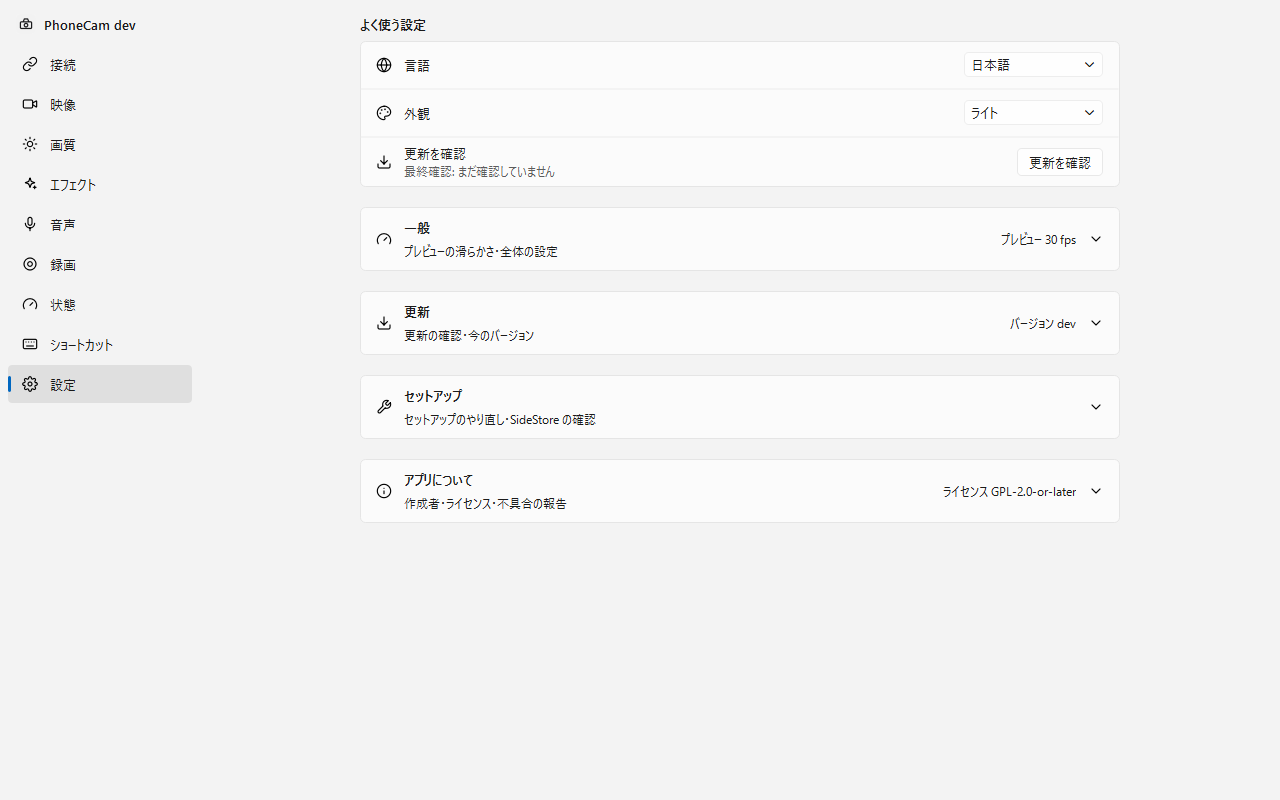 PhoneCam dev
接続
映像
画質
エフェクト
音声
録画
状態
ショートカット
設定
よく使う設定
言語
日本語
外観
ライト
更新を確認
最終確認: まだ確認していません
更新を確認
一般
プレビューの滑らかさ・全体の設定
プレビュー 30 fps
更新
更新の確認・今のバージョン
バージョン dev
セットアップ
セットアップのやり直し・SideStore の確認
アプリについて
作成者・ライセンス・不具合の報告
ライセンス GPL-2.0-or-later